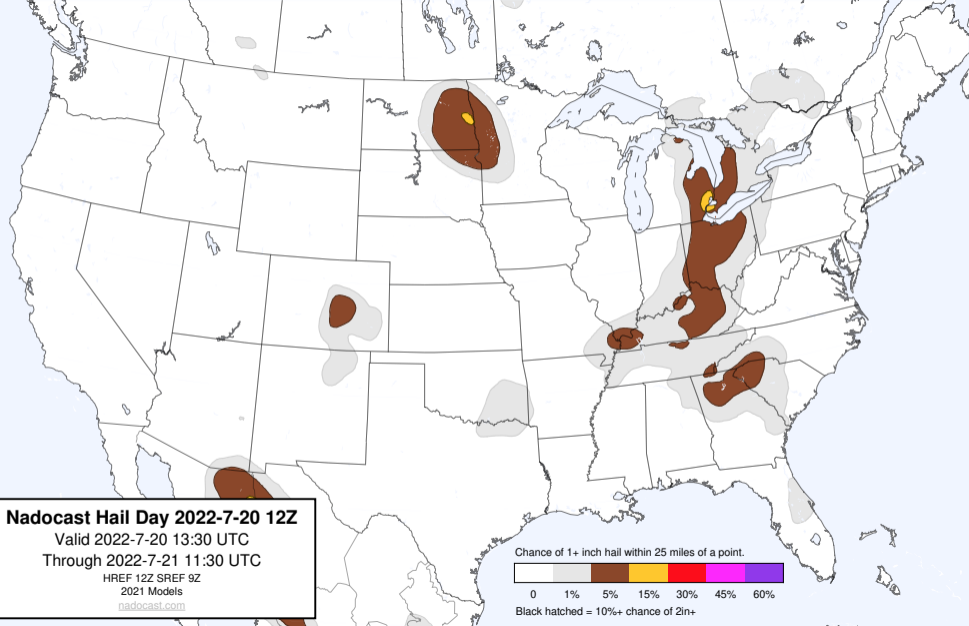 Nadocast Hail Day 2022-7-20 12Z
Valid 2022-7-20 13:30 UTC
Through 2022-7-21 11:30 UTC
HREF 12Z SREF 9Z
2021 Models
nadocast.com
Chance of 1+ inch hail within 25 miles of a point.
0 1% 5% 15% 30% 45% 60%
Black hatched = 10%+ chance of 2in+